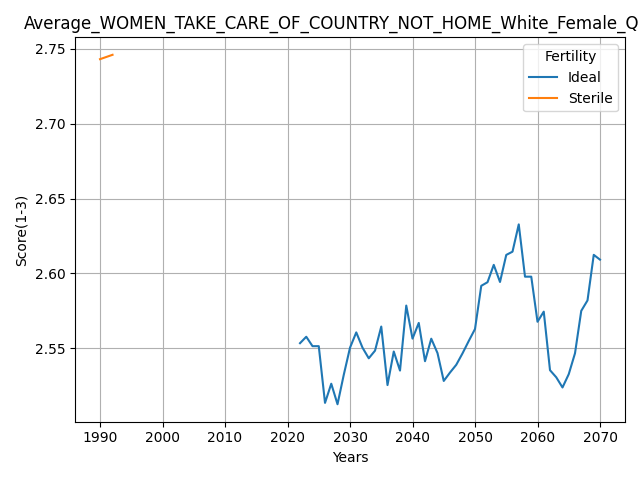 Average_WOMEN_TAKE_CARE_OF_COUNTRY_NOT_HOME_White_Female_Q
Fertility
Ideal
Sterile
2.75
2.70
2.65
2.60
2.55
Score(1-3)
1990 2000 2010 2020 2030 2040 2050 2060 2070
Years